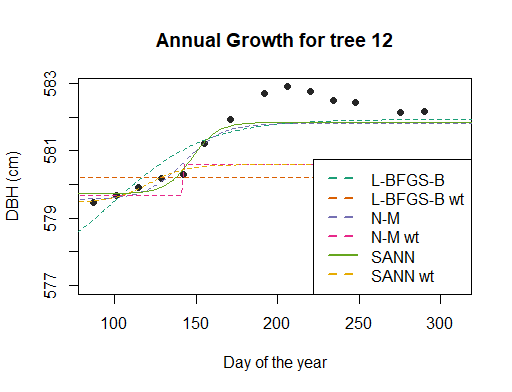 Annual Growth for tree 12
DBH (cm)
583
581
579
577
L-BFGS-B
L-BFGS-B wt
N-M
N-M wt
SANN
SANN wt
100
150
200
250
300
Day of the year